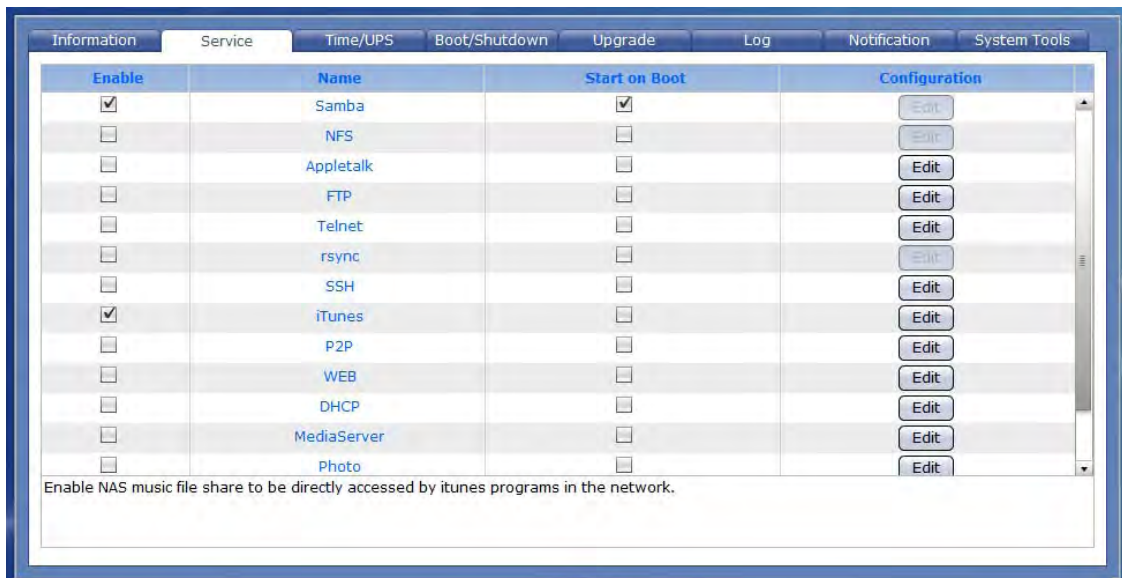 Information Service Time/UPS Boot/Shutdown Upgrade Log Notification System Tools
Enable Name Start on Boot Configuration
Samba Edit
NFS Edit
Appletalk Edit
FTP Edit
Telnet Edit
rsync Edit
SSH Edit
iTunes Edit
P2P Edit
WEB Edit
DHCP Edit
MediaServer Edit
Photo Edit
Enable NAS music file share to be directly accessed by itunes programs in the network.